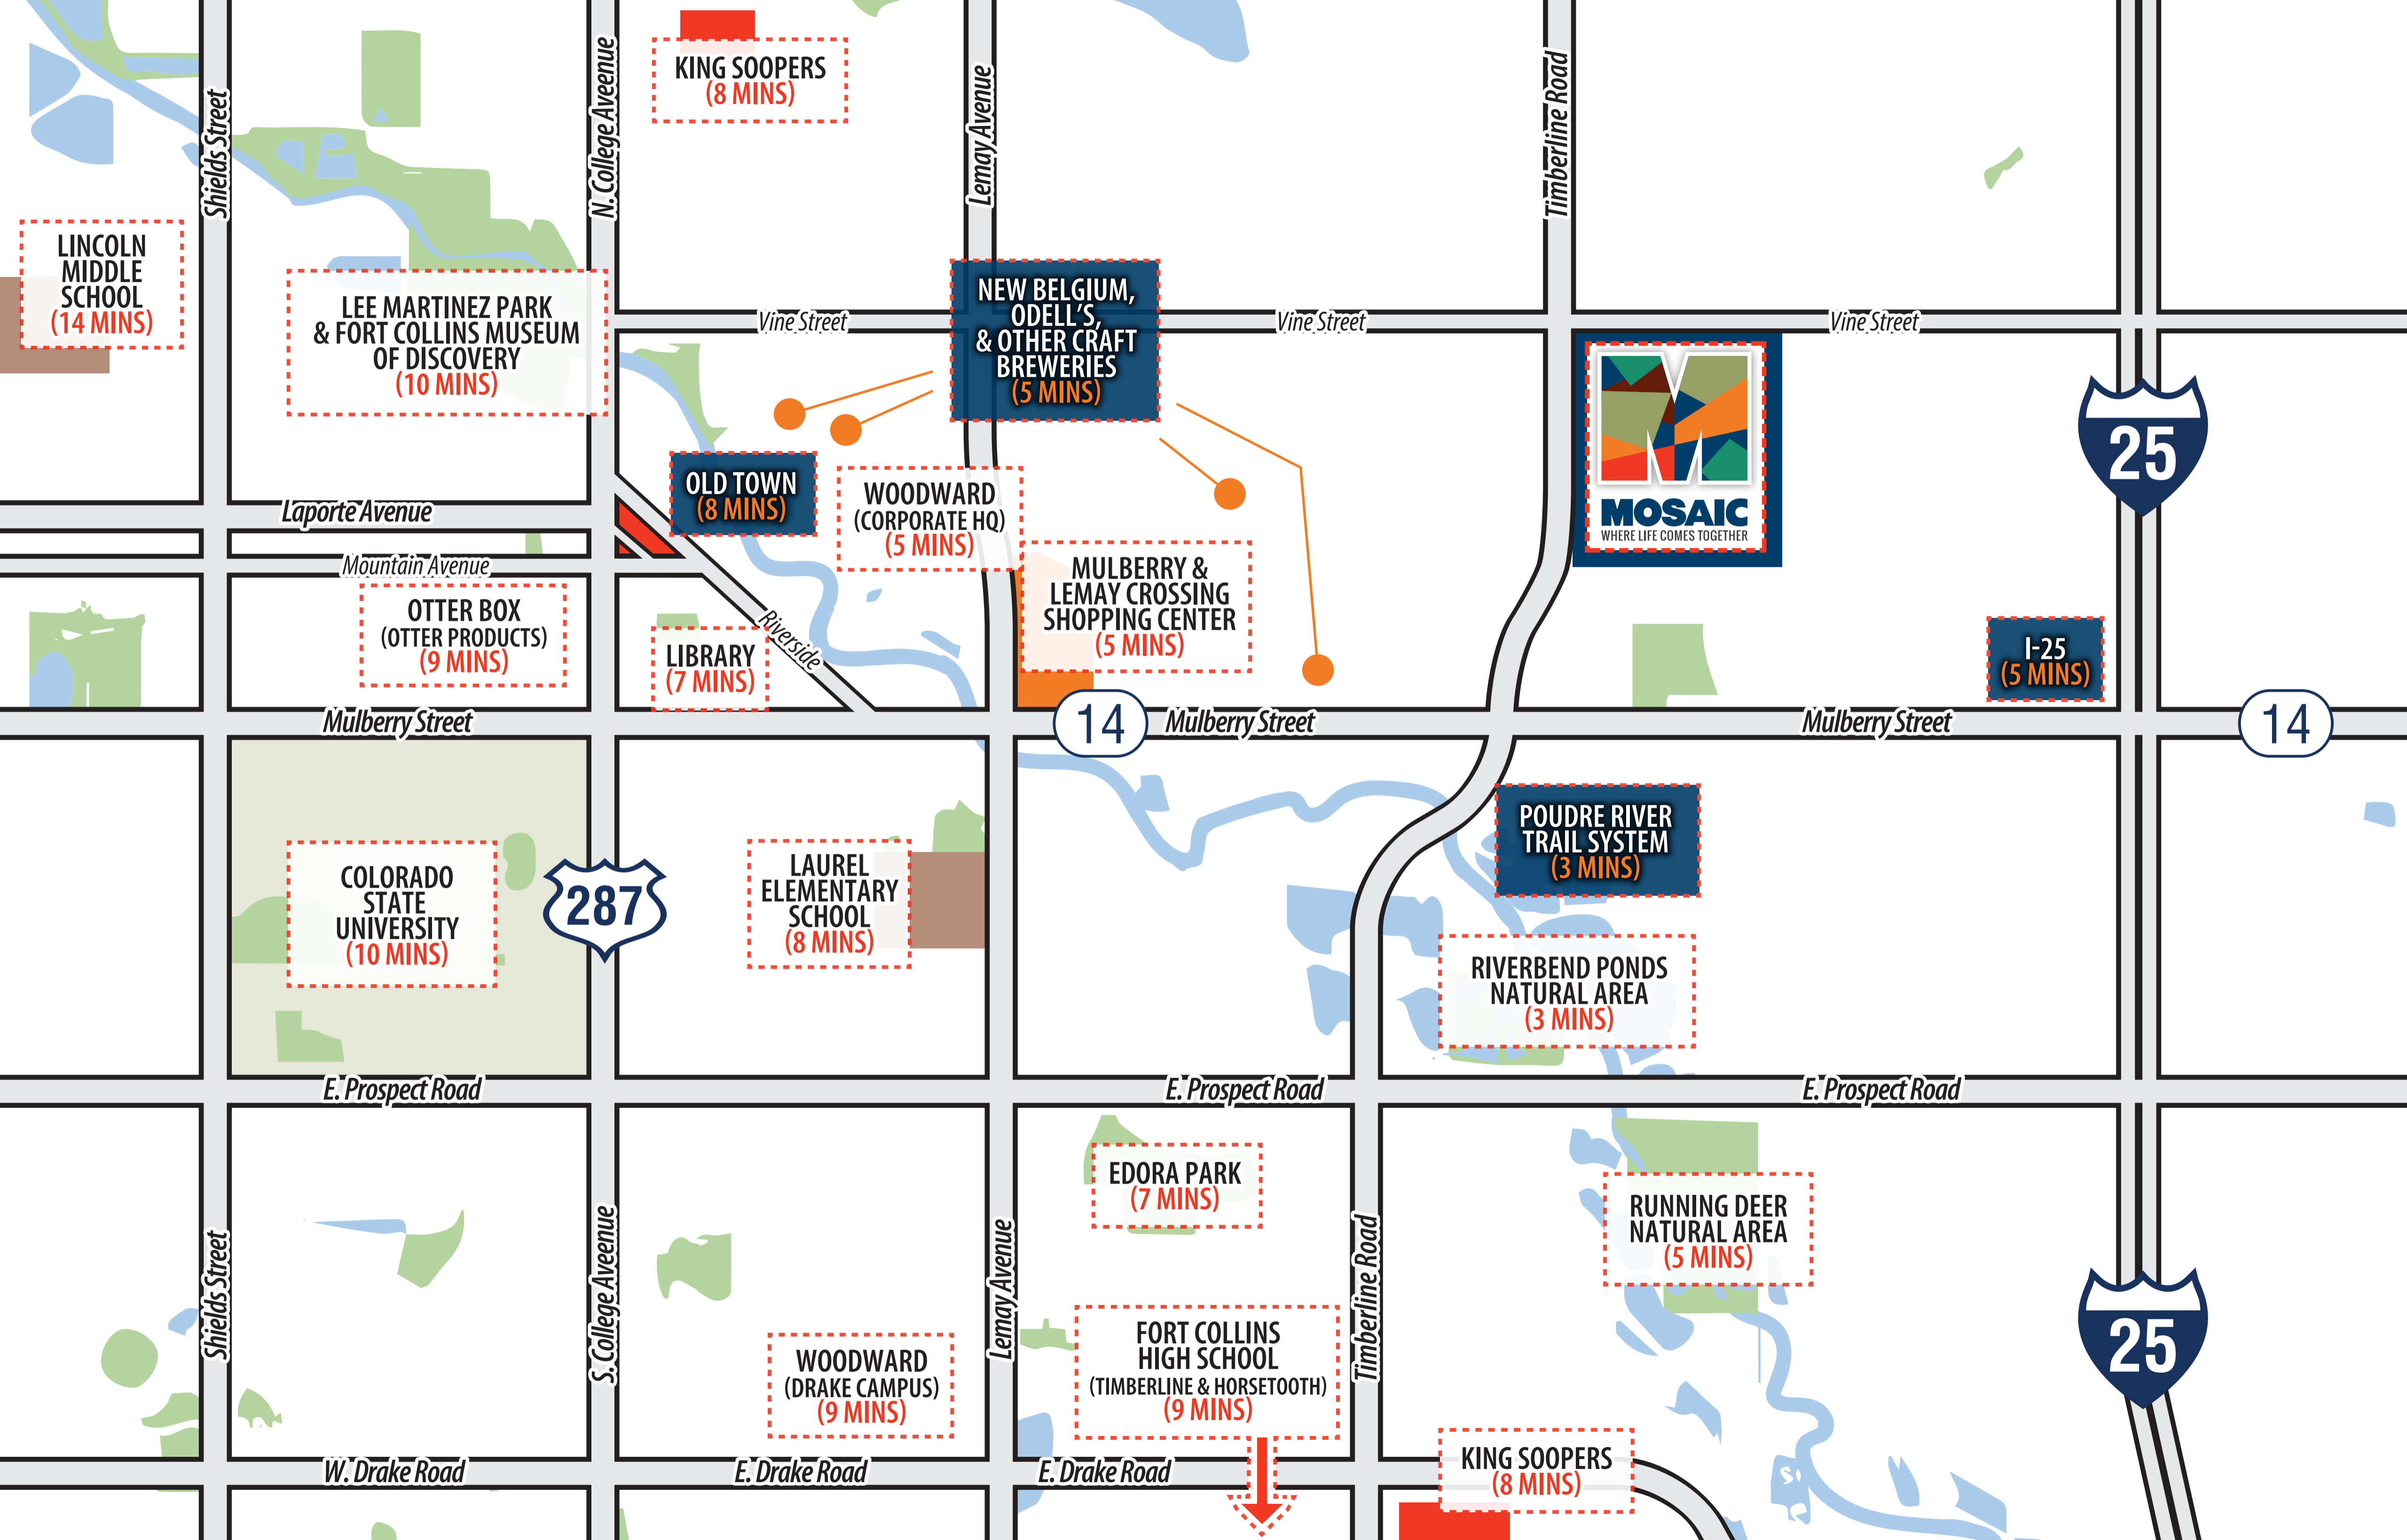 KING SOOPERS
(8 MINS)
Shields Street
N. College Aveenue
Lemay Avenue
Timberline Road
LINCOLN
MIDDLE
SCHOOL
(14 MINS)
LEE MARTINEZ PARK
& FORT COLLINS MUSEUM
OF DISCOVERY
(10 MINS)
Vine Street
NEW BELGIUM,
ODELL'S,
& OTHER CRAFT
BREWERIES
(5 MINS)
Vine Street
Vine Street
MOSAIC
WHERE LIFE COMES TOGETHER
25
OLD TOWN
(8 MINS)
WOODWARD
(CORPORATE HQ)
(5 MINS)
Laporte Avenue
Mountain Avenue
MULBERRY &
LEMAY CROSSING
SHOPPING CENTER
(5 MINS)
OTTER BOX
(OTTER PRODUCTS)
(9 MINS)
LIBRARY
(7 MINS)
Riverside
I-25
(5 MINS)
Mulberry Street
14
Mulberry Street
Mulberry Street
14
POUDRE RIVER
TRAIL SYSTEM
(3 MINS)
COLORADO
STATE
UNIVERSITY
(10 MINS)
287
LAUREL
ELEMENTARY
SCHOOL
(8 MINS)
RIVERBEND PONDS
NATURAL AREA
(3 MINS)
E. Prospect Road
E. Prospect Road
E. Prospect Road
EDORA PARK
(7 MINS)
RUNNING DEER
NATURAL AREA
(5 MINS)
Shields Street
S. College Aveenue
Lemay Avenue
Timberline Road
WOODWARD
(DRAKE CAMPUS)
(9 MINS)
FORT COLLINS
HIGH SCHOOL
(TIMBERLINE & HORSETOOTH)
(9 MINS)
25
W. Drake Road
E. Drake Road
E. Drake Road
KING SOOPERS
(8 MINS)